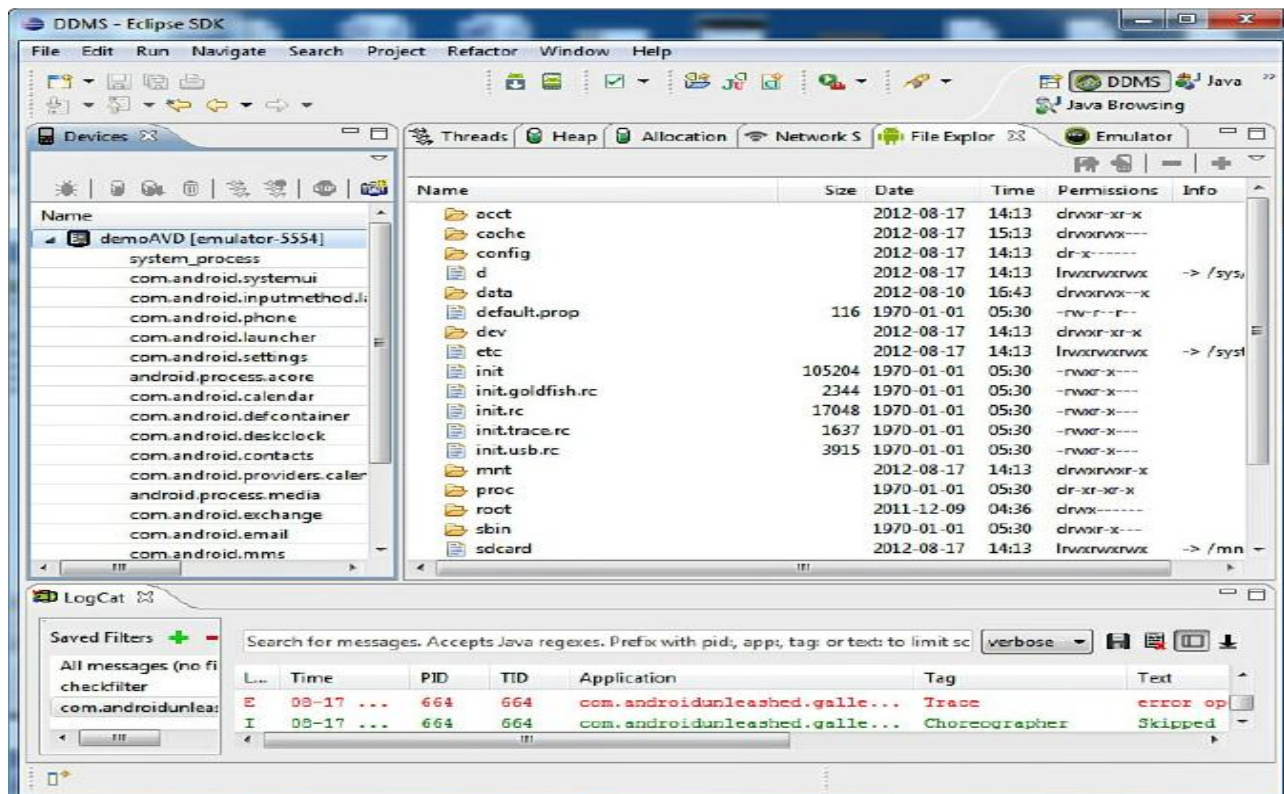 DDMS - Eclipse SDK
File Edit Run Navigate Search Project Refactor Window Help
DDMS Java
Java Browsing
Devices
Name
demoAVD [emulator-5554]
system_process
com.android.systemui
com.android.inputmethod.la
com.android.phone
com.android.launcher
com.android.settings
android.process.acore
com.android.calendar
com.android.defcontainer
com.android.deskclock
com.android.contacts
com.android.providers.caler
android.process.media
com.android.exchange
com.android.email
com.android.mms
Threads Heap Allocation Network S File Explor Emulator
Name Size Date Time Permissions Info
acct 2012-08-17 14:13 drwxr-xr-x
cache 2012-08-17 15:13 drwxrwx---
config 2012-08-17 14:13 dr-x------
d 2012-08-17 14:13 lrwxrwxrwx -> /sys/
data 2012-08-10 16:43 drwxrwx--x
default.prop 116 1970-01-01 05:30 -rw-r--r--
dev 2012-08-17 14:13 drwxr-xr-x
etc 2012-08-17 14:13 lrwxrwxrwx -> /syst
init 105204 1970-01-01 05:30 -rwxr-x---
init.goldfish.rc 2344 1970-01-01 05:30 -rwxr-x---
init.rc 17048 1970-01-01 05:30 -rwxr-x---
init.trace.rc 1637 1970-01-01 05:30 -rwxr-x---
init.usb.rc 3915 1970-01-01 05:30 -rwxr-x---
mnt 2012-08-17 14:13 drwxrwxr-x
proc 1970-01-01 05:30 dr-xr-xr-x
root 2011-12-09 04:36 drwx------
sbin 1970-01-01 05:30 drwxr-x---
sdcard 2012-08-17 14:13 lrwxrwxrwx -> /mn
LogCat
Saved Filters
All messages (no fi
checkfilter
com.androidunleas
Search for messages. Accepts Java regexes. Prefix with pid:, app:, tag: or text: to limit sc verbose
L... Time PID TID Application Tag Text
E 08-17 ... 664 664 com.androidunleashed.galle... Trace error op
I 08-17 ... 664 664 com.androidunleashed.galle... Choreographer Skipped